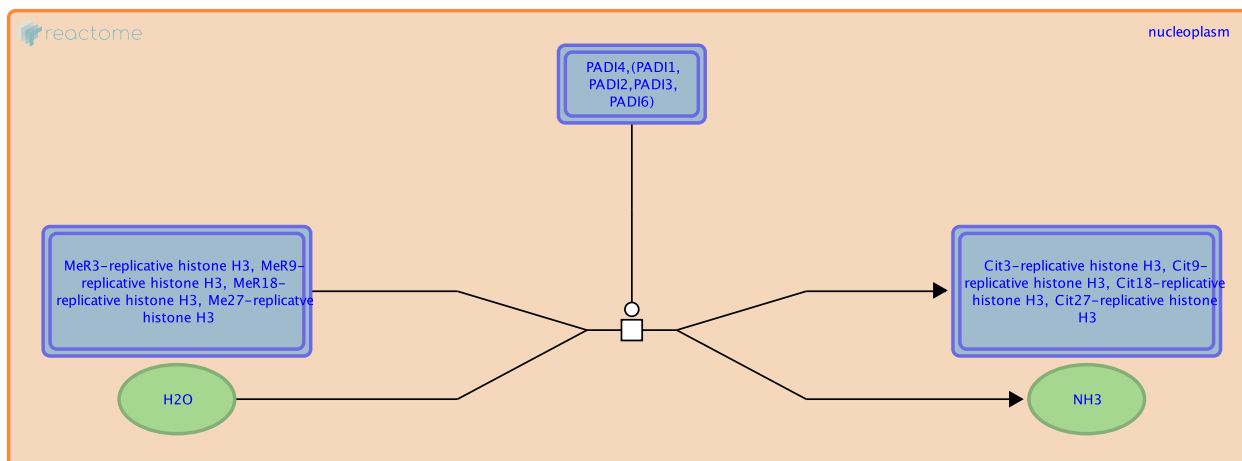 reactome
nucleoplasm
PADI4,(PADI1,
PADI2,PADI3,
PADI6)
MeR3-replicative histone H3, MeR9-
replicative histone H3, MeR18-
replicative histone H3, Me27-replicatve
histone H3
Cit3-replicative histone H3, Cit9-
replicative histone H3, Cit18-replicative
histone H3, Cit27-replicative histone
H3
H2O
NH3